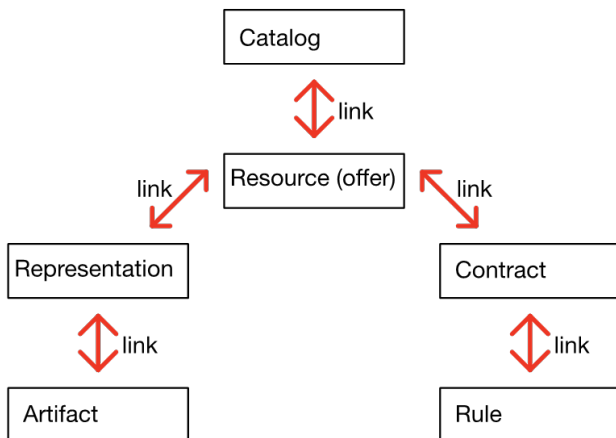 Catalog
link
Resource (offer)
link
link
Representation
Contract
link
link
Artifact
Rule